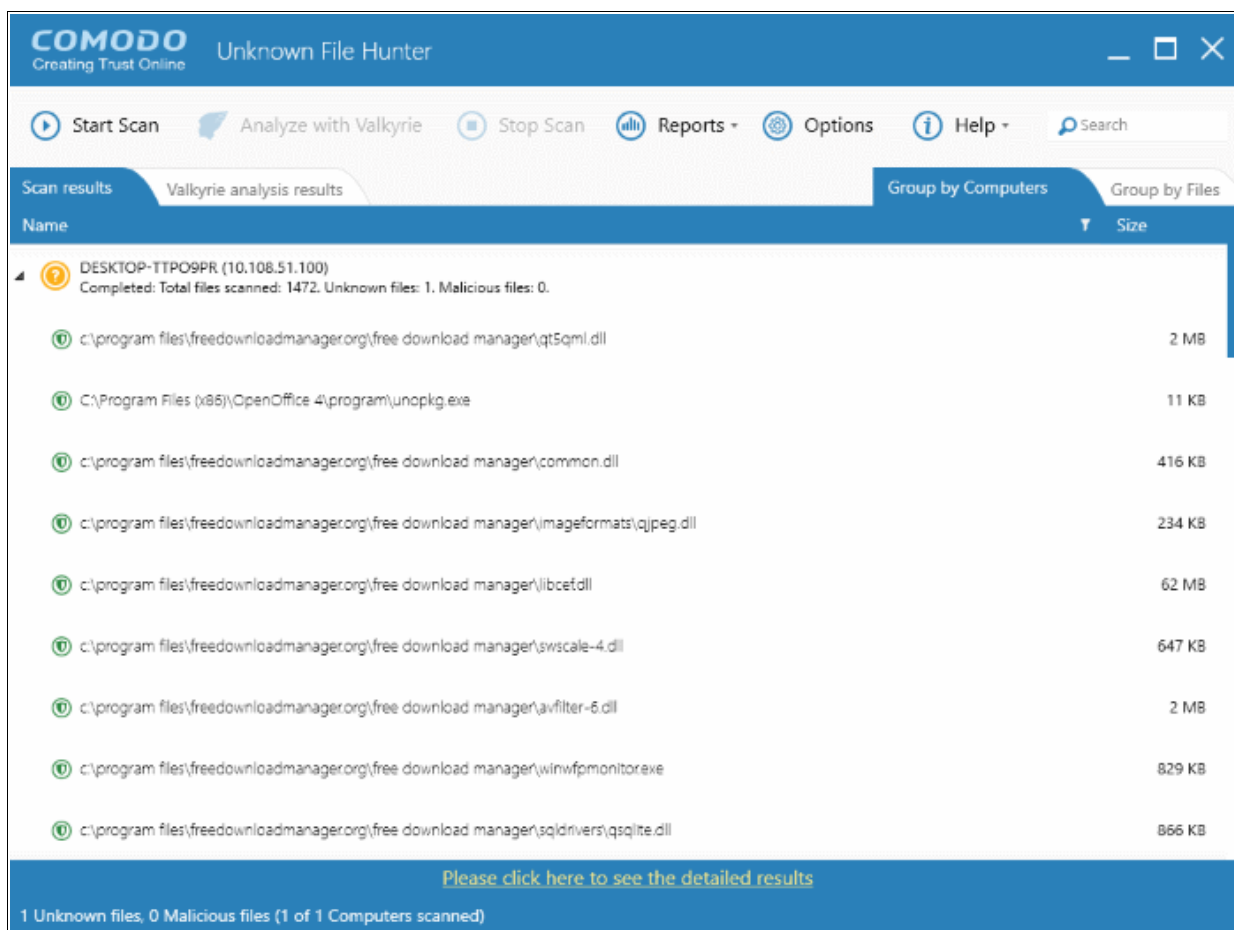 COMODO
Creating Trust Online
Unknown File Hunter
Start Scan
Analyze with Valkyrie
Stop Scan
Reports
Options
Help
Search
Scan results
Valkyrie analysis results
Group by Computers
Group by Files
Name
Size
DESKTOP-TTPO9PR (10.108.51.100)
Completed: Total files scanned: 1472. Unknown files: 1. Malicious files: 0.
c:\program files\freedownloadmanager.org\free download manager\qt5qml.dll 2 MB
C:\Program Files (x86)\OpenOffice 4\program\unopkg.exe 11 KB
c:\program files\freedownloadmanager.org\free download manager\common.dll 416 KB
c:\program files\freedownloadmanager.org\free download manager\imageformats\qjpeg.dll 234 KB
c:\program files\freedownloadmanager.org\free download manager\libcef.dll 62 MB
c:\program files\freedownloadmanager.org\free download manager\swscale-4.dll 647 KB
c:\program files\freedownloadmanager.org\free download manager\avfilter-6.dll 2 MB
c:\program files\freedownloadmanager.org\free download manager\winwfpmonitor.exe 829 KB
c:\program files\freedownloadmanager.org\free download manager\sqldrivers\qsqlite.dll 866 KB
Please click here to see the detailed results
1 Unknown files, 0 Malicious files (1 of 1 Computers scanned)